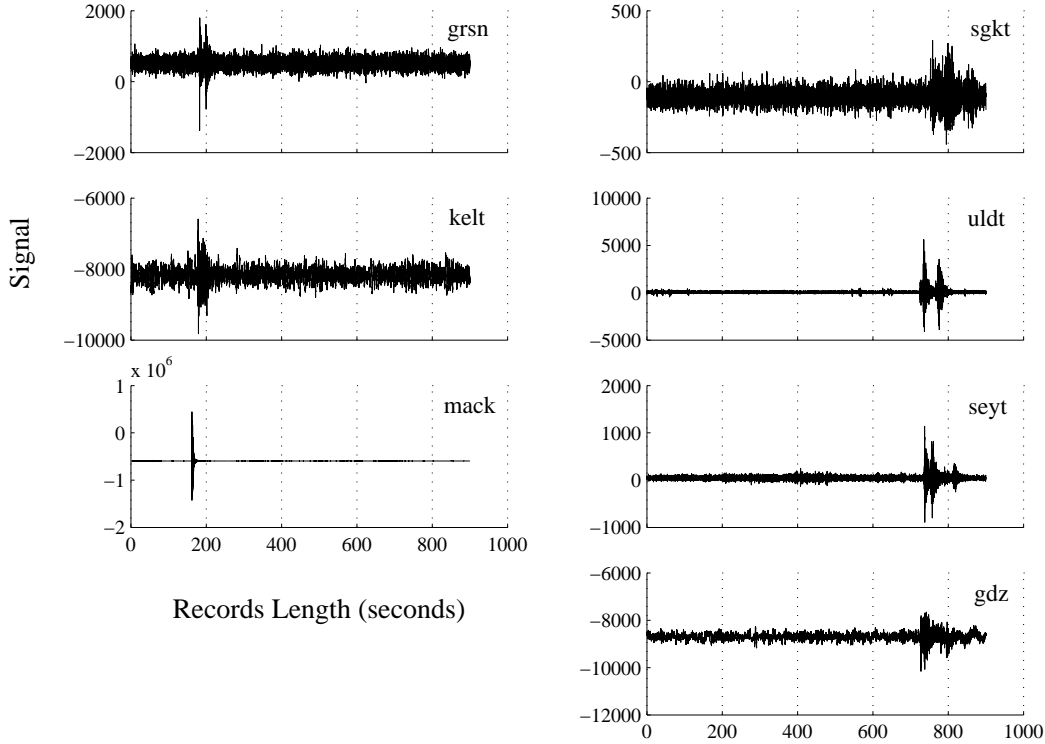 Signal
2000
0
−2000
grsn
−6000
−8000
−10000
kelt
x 10^6
1
0
−1
−2
mack
0 200 400 600 800 1000
Records Length (seconds)
500
0
−500
sgkt
10000
5000
0
−5000
uldt
2000
1000
0
−1000
seyt
−6000
−8000
−10000
−12000
gdz
0 200 400 600 800 1000